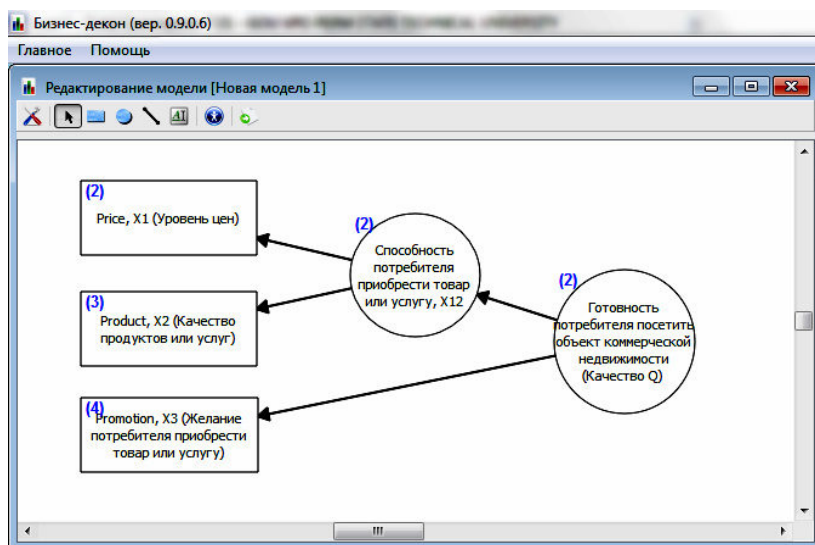 Бизнес-декон (вер. 0.9.0.6)
Главное Помощь
Редактирование модели [Новая модель 1]
(2)
Price, X1 (Уровень цен)
(3)
Product, X2 (Качество
продуктов или услуг)
(4)
Promotion, X3 (Желание
потребителя приобрести
товар или услугу)
(2)
Способность
потребителя
приобрести товар
или услугу, X12
(2)
Готовность
потребителя посетить
объект коммерческой
недвижимости
(Качество Q)